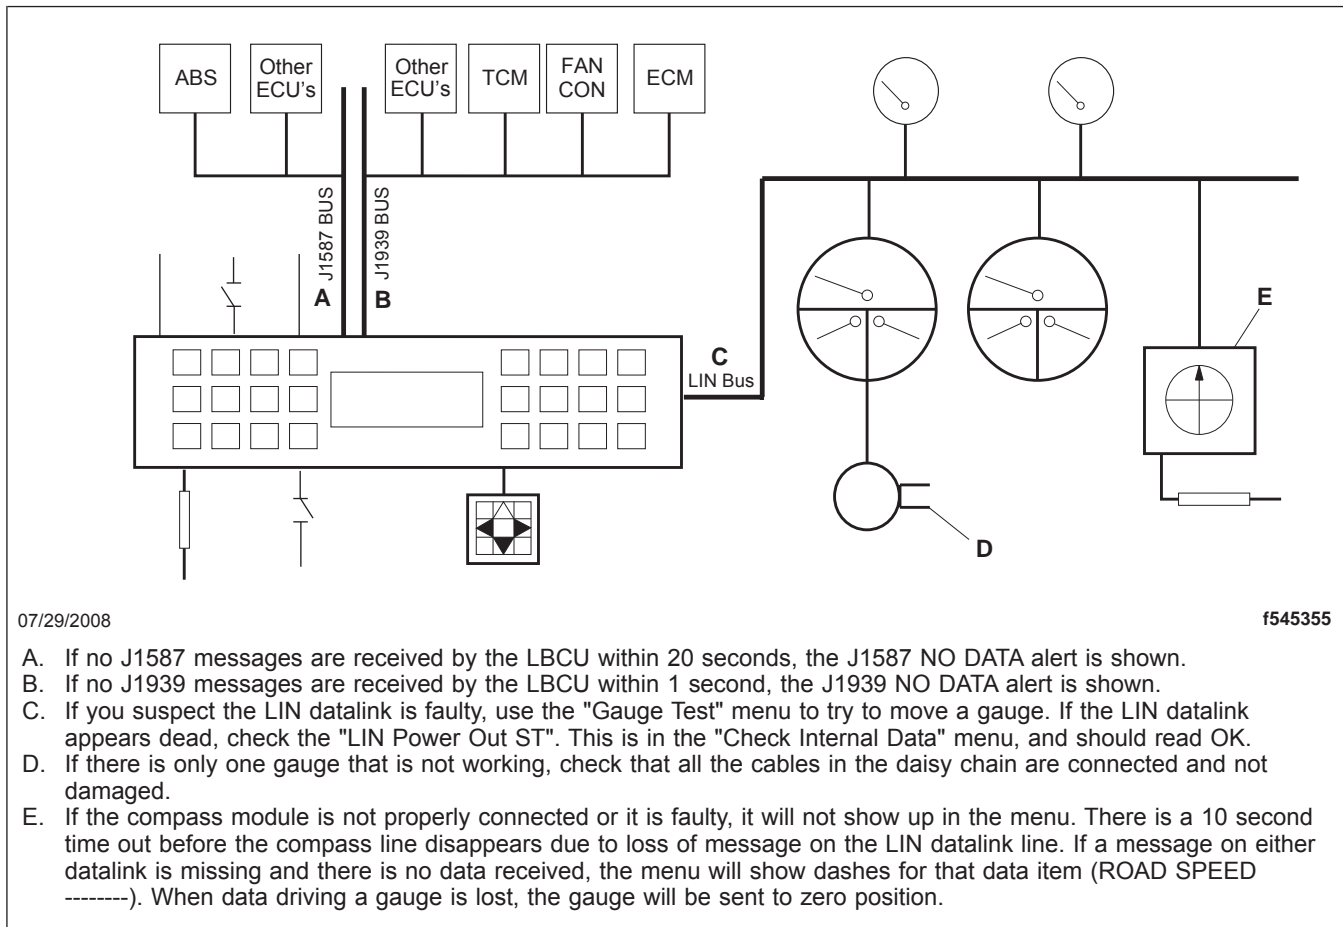 ABS
Other
ECU's
Other
ECU's
TCM
FAN
CON
ECM
J1587 BUS
J1939 BUS
A
B
C
LIN Bus
E
D
07/29/2008
f545355
A. If no J1587 messages are received by the LBCU within 20 seconds, the J1587 NO DATA alert is shown.
B. If no J1939 messages are received by the LBCU within 1 second, the J1939 NO DATA alert is shown.
C. If you suspect the LIN datalink is faulty, use the "Gauge Test" menu to try to move a gauge. If the LIN datalink
appears dead, check the "LIN Power Out ST". This is in the "Check Internal Data" menu, and should read OK.
D. If there is only one gauge that is not working, check that all the cables in the daisy chain are connected and not
damaged.
E. If the compass module is not properly connected or it is faulty, it will not show up in the menu. There is a 10 second
time out before the compass line disappears due to loss of message on the LIN datalink line. If a message on either
datalink is missing and there is no data received, the menu will show dashes for that data item (ROAD SPEED
--------). When data driving a gauge is lost, the gauge will be sent to zero position.